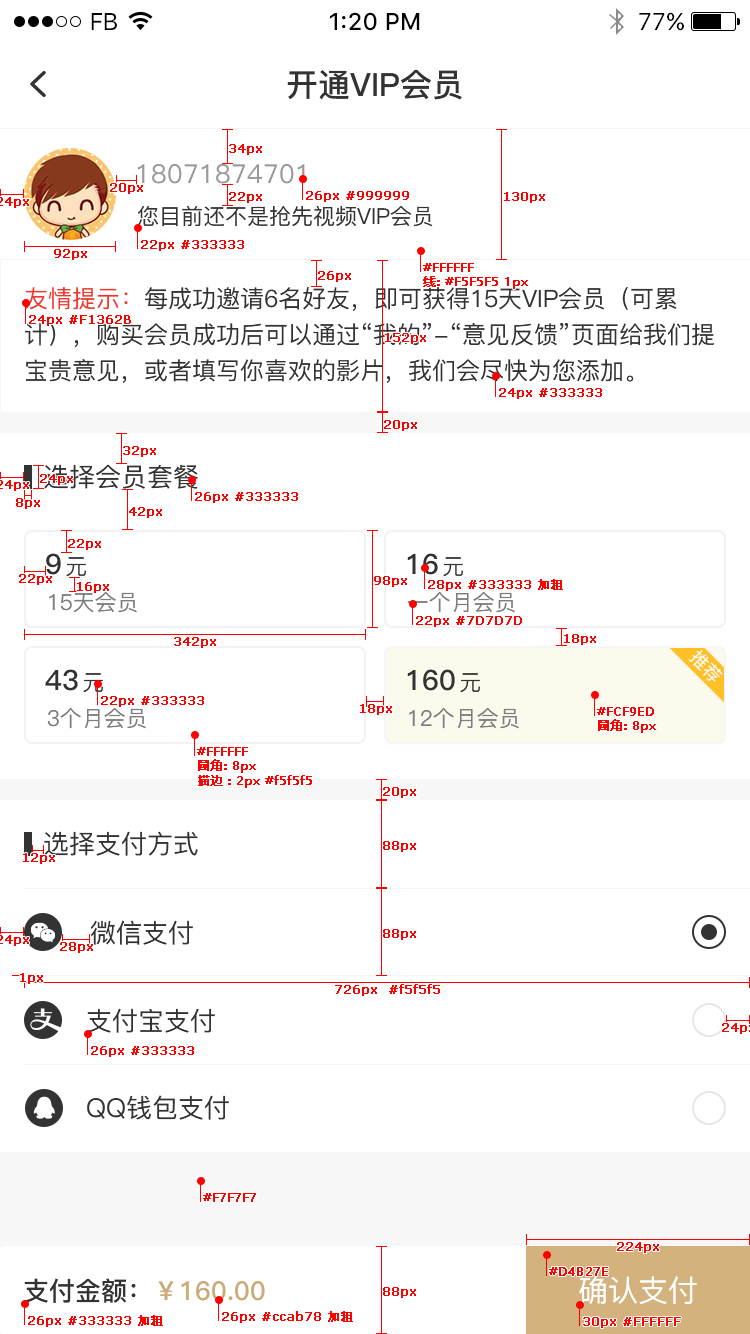 FB 1:20 PM 77%
开通VIP会员
34px
18071874701
24px 20px 22px 26px #999999 130px
您目前还不是抢先视频VIP会员
22px #333333
92px
#FFFFFF
线: #F5F5F5 1px
26px
友情提示：每成功邀请6名好友，即可获得15天VIP会员（可累
24px #F1362B
计），购买会员成功后可以通过“我的”–“意见反馈”页面给我们提
152px
宝贵意见，或者填写你喜欢的影片，我们会尽快为您添加。
24px #333333
20px
32px
选择会员套餐
24px 24px
26px #333333
8px
42px
22px
9元 16元
22px 16px 98px 28px #333333 加粗
15天会员 一个月会员
22px #7D7D7D
342px 18px
43元 160元 推荐
22px #333333 18px #FCF9ED
3个月会员 12个月会员
圆角: 8px
#FFFFFF
圆角: 8px
描边: 2px #f5f5f5
20px
选择支付方式 88px
12px
微信支付 88px
24px 28px
1px
726px #f5f5f5
支付宝支付
24p
26px #333333
QQ钱包支付
#F7F7F7
224px
#D4B27E
支付金额： ￥160.00 88px 确认支付
26px #333333 加粗 26px #ccab78 加粗 30px #FFFFFF